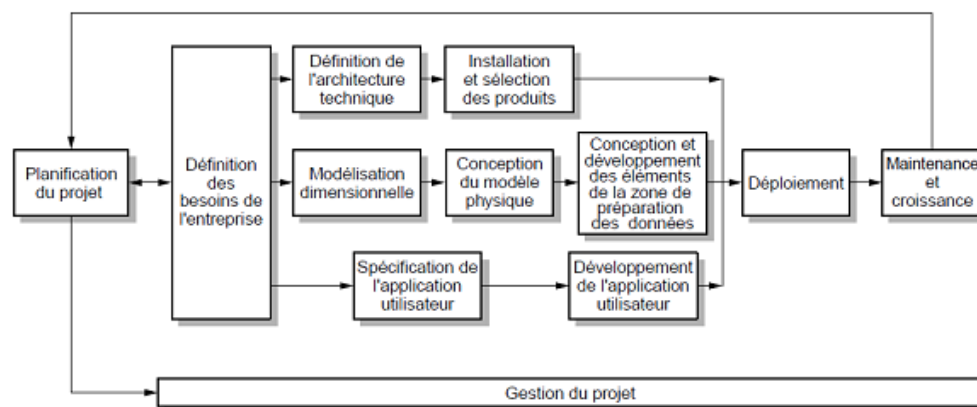 Planification
du projet
Définition
des
besoins de
l'entreprise
Définition de
l'architecture
technique
Installation
et sélection
des produits
Modélisation
dimensionnelle
Conception
du modèle
physique
Conception et
développement
des éléments
de la zone de
préparation
des données
Spécification de
l'application
utilisateur
Développement
de l'application
utilisateur
Déploiement
Maintenance
et
croissance
Gestion du projet